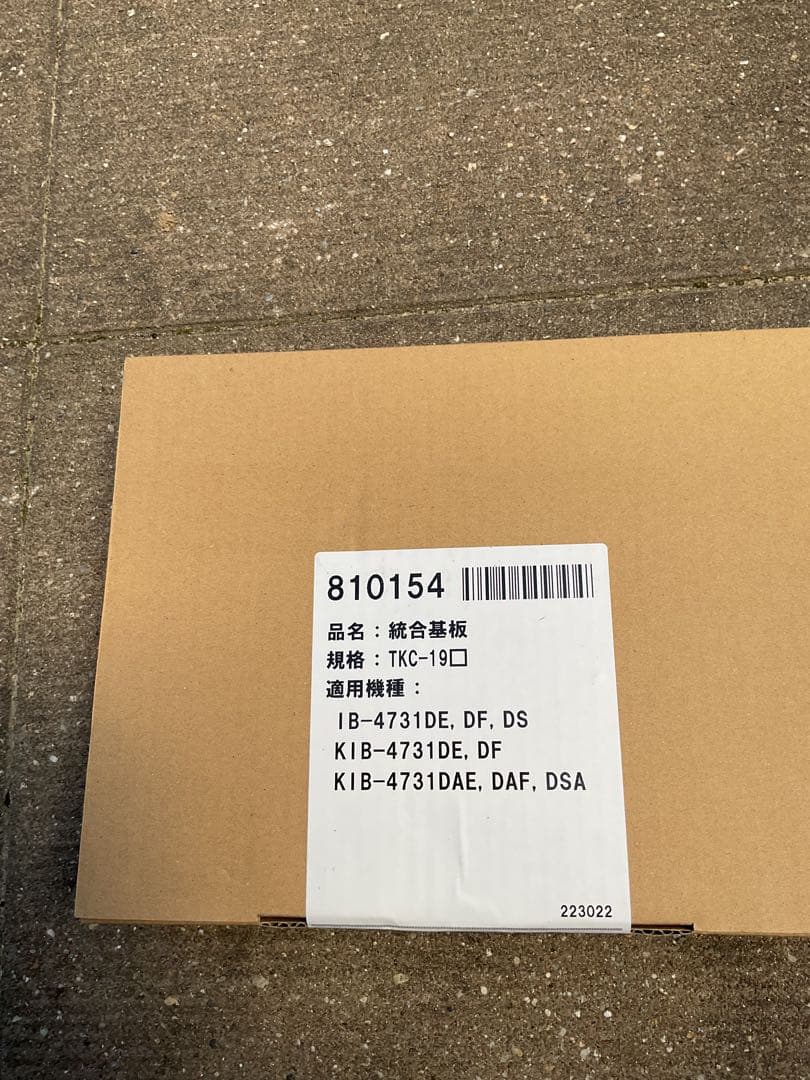 810154
品名：統合基板
規格：TKC-19□
適用機種：
IB-4731DE, DF, DS
KIB-4731DE, DF
KIB-4731DAE, DAF, DSA
223022